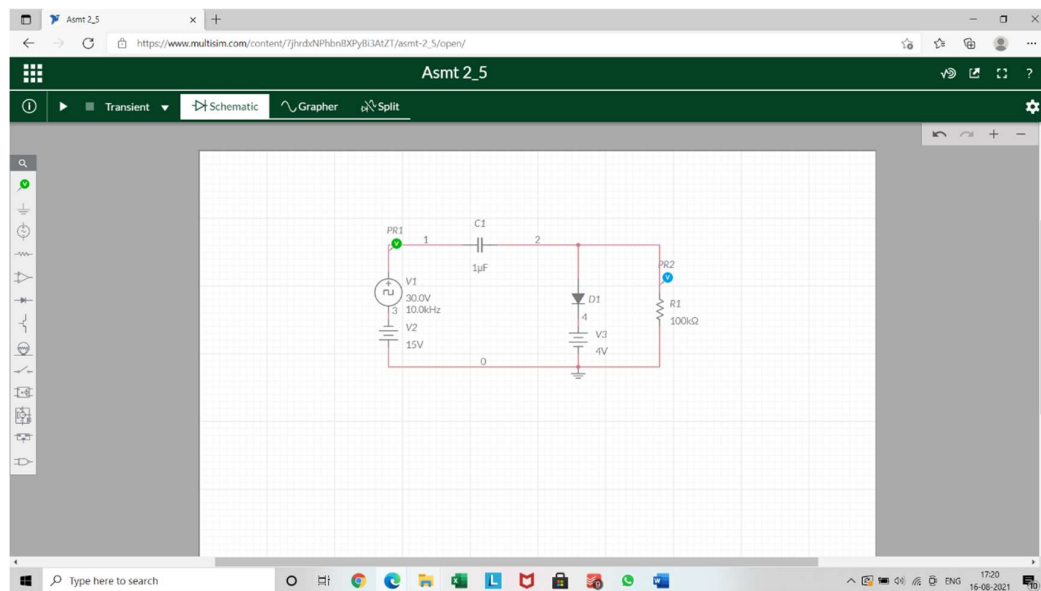 Asmt 2_5
https://www.multisim.com/content/7jhrdxNPhbn8XPyBi3AtZT/asmt-2_5/open/
Asmt 2_5
Transient Schematic Grapher Split
PR1 1 C1 2
1µF
PR2
V1
30.0V
10.0kHz
3
V2
15V
D1
4
V3
4V
R1
100kΩ
0
Type here to search
ENG
17:20
16-08-2021